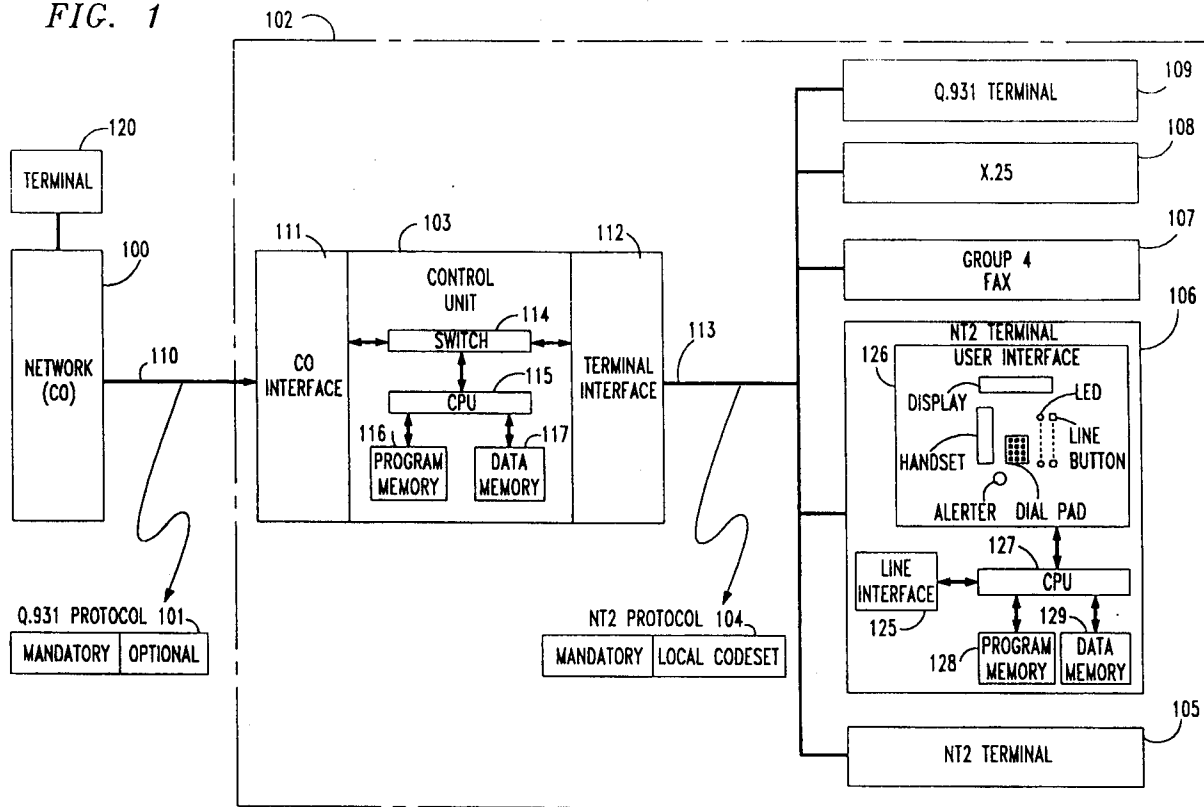 FIG. 1
102
120
TERMINAL
100
NETWORK
(CO)
110
Q.931 PROTOCOL 101
MANDATORY
OPTIONAL
111
103
112
CO
INTERFACE
CONTROL
UNIT
114
SWITCH
115
CPU
116
PROGRAM
MEMORY
117
DATA
MEMORY
TERMINAL
INTERFACE
113
NT2 PROTOCOL 104
MANDATORY
LOCAL CODESET
109
Q.931 TERMINAL
108
X.25
107
GROUP 4
FAX
106
NT2 TERMINAL
USER INTERFACE
126
DISPLAY
LED
HANDSET
LINE
BUTTON
ALERTER
DIAL PAD
127
CPU
LINE
INTERFACE
125
128
PROGRAM
MEMORY
129
DATA
MEMORY
105
NT2 TERMINAL